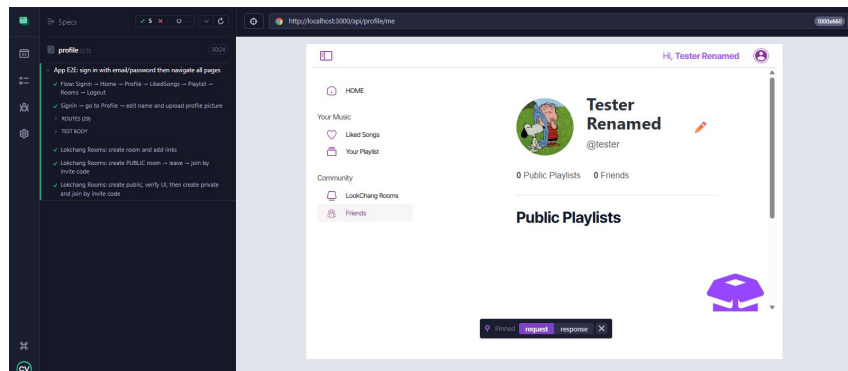 Specs
✓ 5 ✕ --
http://localhost:3000/api/profile/me
1000x660
profile.cy.ts
00:24
App E2E: sign in with email/password then navigate all pages
Flow: Signin → Home → Profile → LikedSongs → Playlist → Rooms → Logout
Signin → go to Profile → edit name and upload profile picture
ROUTES (29)
TEST BODY
Lokchang Rooms: create room and add links
Lokchang Rooms: create PUBLIC room → leave → join by invite code
Lokchang Rooms: create public, verify UI, then create private and join by invite code
Hi, Tester Renamed
HOME
Your Music
Liked Songs
Your Playlist
Community
LookChang Rooms
Friends
Tester
Renamed
@tester
0 Public Playlists 0 Friends
Public Playlists
Pinned request response
cy